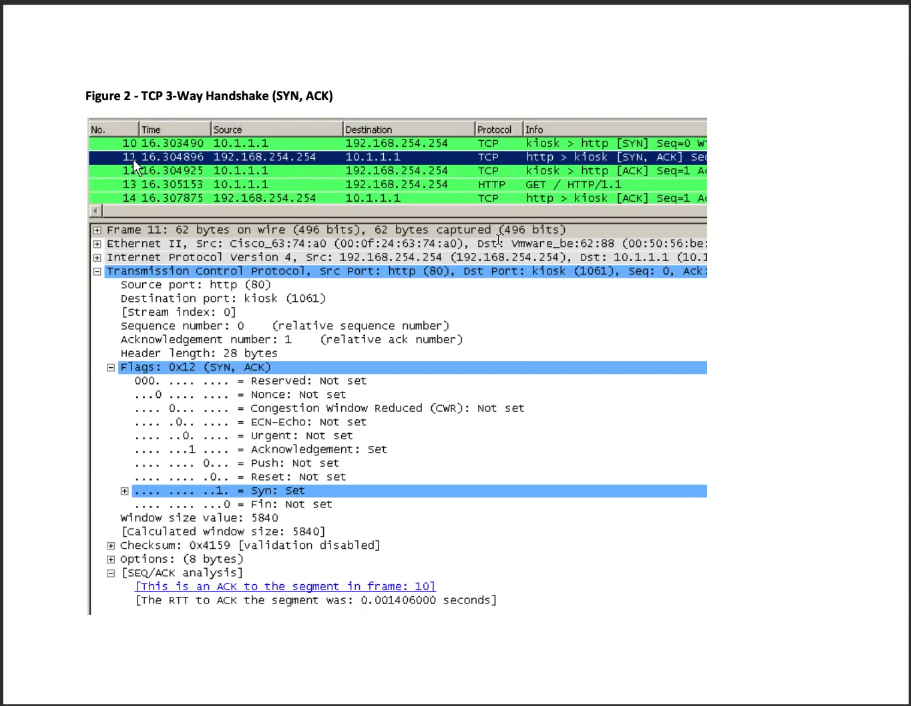 Figure 2 - TCP 3-Way Handshake (SYN, ACK)
No. Time Source Destination Protocol Info
10 16.303490 10.1.1.1 192.168.254.254 TCP kiosk > http [SYN] Seq=0
11 16.304896 192.168.254.254 10.1.1.1 TCP http > kiosk [SYN, ACK]
16.304925 10.1.1.1 192.168.254.254 TCP kiosk > http [ACK] Seq=1
13 16.305153 10.1.1.1 192.168.254.254 HTTP GET / HTTP/1.1
14 16.307875 192.168.254.254 10.1.1.1 TCP http > kiosk [ACK] Seq=1
Frame 11: 62 bytes on wire (496 bits), 62 bytes captured (496 bits)
Ethernet II, Src: Cisco_63:74:a0 (00:0f:24:63:74:a0), Dst: Vmware_be:62:88 (00:50:56:be:
Internet Protocol Version 4, Src: 192.168.254.254 (192.168.254.254), Dst: 10.1.1.1 (10.1
Transmission Control Protocol, Src Port: http (80), Dst Port: kiosk (1061), Seq: 0, Ack:
Source port: http (80)
Destination port: kiosk (1061)
[Stream index: 0]
Sequence number: 0 (relative sequence number)
Acknowledgement number: 1 (relative ack number)
Header length: 28 bytes
Flags: 0x12 (SYN, ACK)
000. .... .... = Reserved: Not set
...0 .... .... = Nonce: Not set
.... 0... .... = Congestion Window Reduced (CWR): Not set
.... .0.. .... = ECN-Echo: Not set
.... ..0. .... = Urgent: Not set
.... ...1 .... = Acknowledgement: Set
.... .... 0... = Push: Not set
.... .... .0.. = Reset: Not set
.... .... ..1. = Syn: Set
.... .... ...0 = Fin: Not set
Window size value: 5840
[Calculated window size: 5840]
Checksum: 0x4159 [validation disabled]
Options: (8 bytes)
[SEQ/ACK analysis]
[This is an ACK to the segment in frame: 10]
[The RTT to ACK the segment was: 0.001406000 seconds]